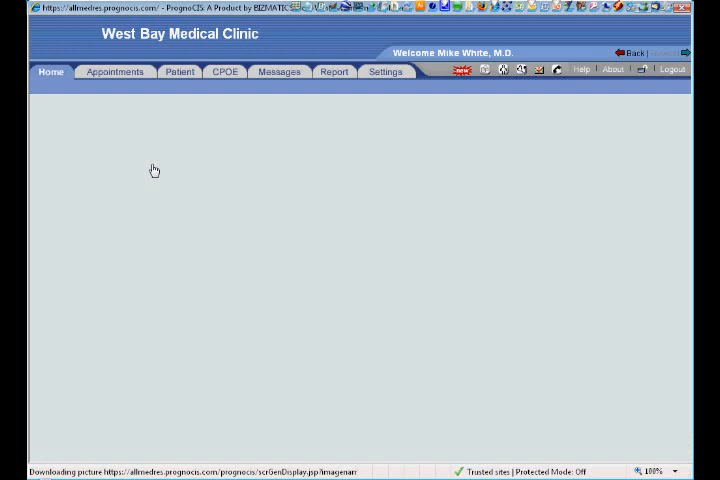 https://allmedres.prognocis.com/ - PrognoCIS: A Product by BIZMATICS
West Bay Medical Clinic
Welcome Mike White, M.D.
Back |
Home Appointments Patient CPOE Messages Report Settings
new Help | About | Logout
Downloading picture https://allmedres.prognocis.com/prognocis/scrGenDisplay.jsp?imagenam
Trusted sites | Protected Mode: Off
100%